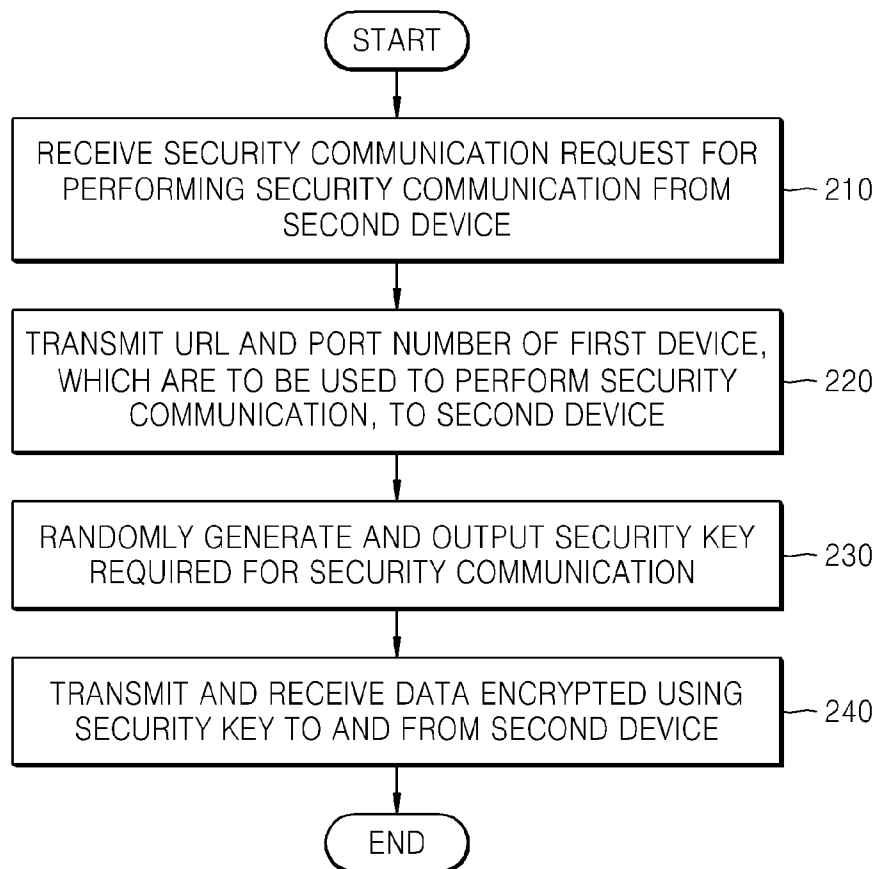 START
RECEIVE SECURITY COMMUNICATION REQUEST FOR
PERFORMING SECURITY COMMUNICATION FROM
SECOND DEVICE
210
TRANSMIT URL AND PORT NUMBER OF FIRST DEVICE,
WHICH ARE TO BE USED TO PERFORM SECURITY
COMMUNICATION, TO SECOND DEVICE
220
RANDOMLY GENERATE AND OUTPUT SECURITY KEY
REQUIRED FOR SECURITY COMMUNICATION
230
TRANSMIT AND RECEIVE DATA ENCRYPTED USING
SECURITY KEY TO AND FROM SECOND DEVICE
240
END